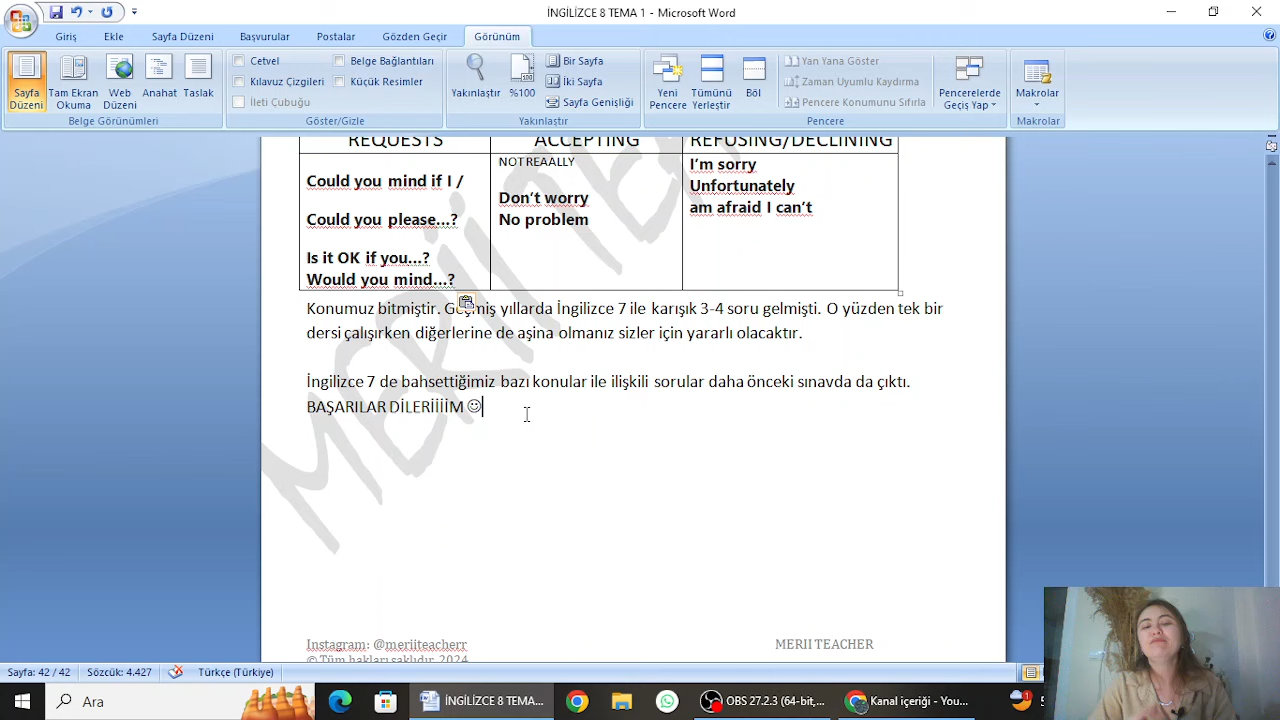 İNGİLİZCE 8 TEMA 1 - Microsoft Word
Giriş Ekle Sayfa Düzeni Başvurular Postalar Gözden Geçir Görünüm
Sayfa Düzeni
Tam Ekran Okuma
Web Düzeni
Anahat
Taslak
Belge Görünümleri
Cetvel
Kılavuz Çizgileri
İleti Çubuğu
Belge Bağlantıları
Küçük Resimler
Göster/Gizle
Yakınlaştır
%100
Bir Sayfa
İki Sayfa
Sayfa Genişliği
Yakınlaştır
Yeni Pencere
Tümünü Yerleştir
Böl
Yan Yana Göster
Zaman Uyumlu Kaydırma
Pencere Konumunu Sıfırla
Pencerelerde Geçiş Yap
Pencere
Makrolar
Makrolar
REQUESTS
ACCEPTING
REFUSING/DECLINING
Could you mind if I /
Could you please...?
Is it OK if you...?
Would you mind...?
NOT REAALLY
Don't worry
No problem
I'm sorry
Unfortunately
am afraid I can't
Konumuz bitmiştir. Geçmiş yıllarda İngilizce 7 ile karışık 3-4 soru gelmişti. O yüzden tek bir
dersi çalışırken diğerlerine de aşina olmanız sizler için yararlı olacaktır.
İngilizce 7 de bahsettiğimiz bazı konular ile ilişkili sorular daha önceki sınavda da çıktı.
BAŞARILAR DİLERİİİİM ☺
Instagram: @meriiteacherr
MERII TEACHER
© Tüm hakları saklıdır. 2024
Sayfa: 42 / 42 Sözcük: 4.427 Türkçe (Türkiye)
Ara
İNGİLİZCE 8 TEMA...
OBS 27.2.3 (64-bit,...
Kanal içeriği - You...